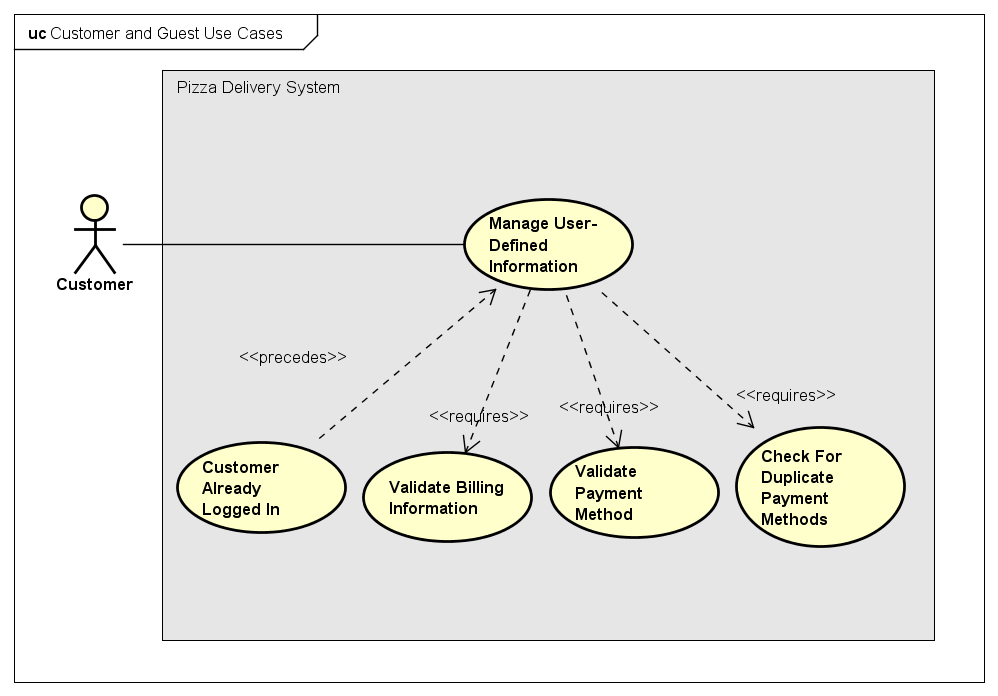 uc Customer and Guest Use Cases
Pizza Delivery System
Manage User-
Defined
Information
Customer
<<precedes>>
<<requires>>
<<requires>>
<<requires>>
Customer
Already
Logged In
Validate Billing
Information
Validate
Payment
Method
Check For
Duplicate
Payment
Methods